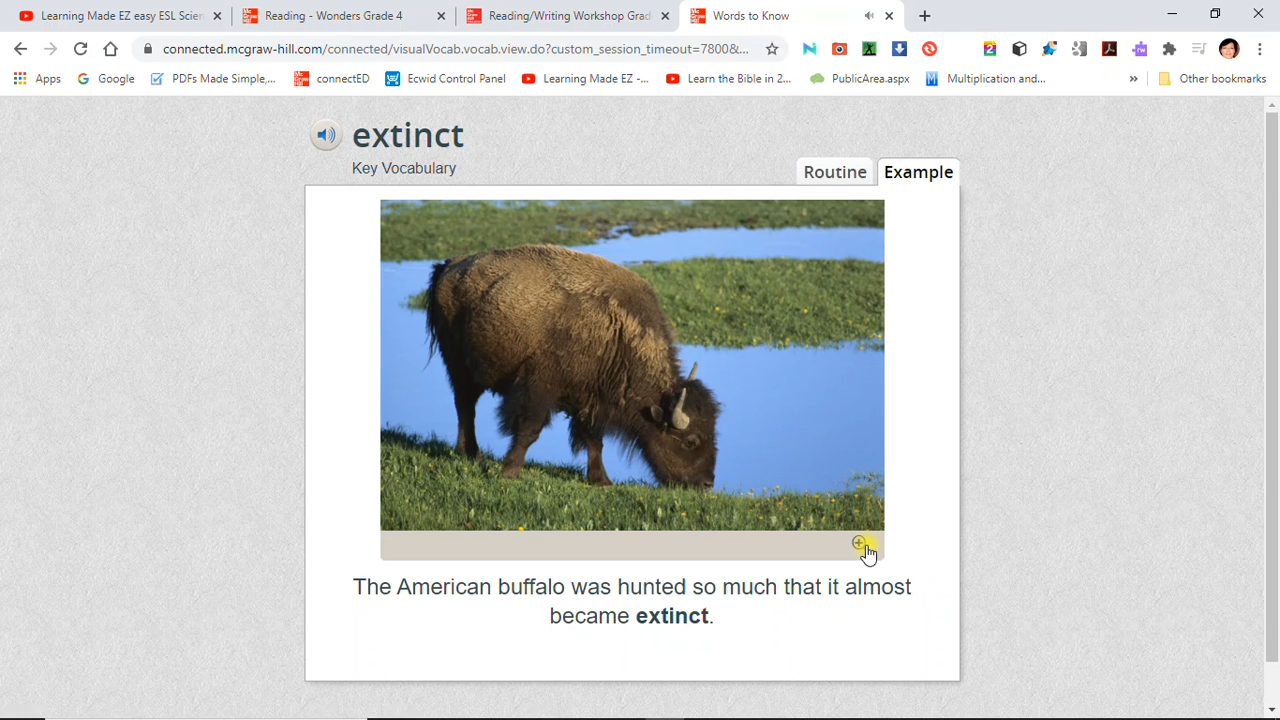 Learning Made EZ easy ESL Scie
Reading - Wonders Grade 4
Reading/Writing Workshop Grad
Words to Know
connected.mcgraw-hill.com/connected/visualVocab.vocab.view.do?custom_session_timeout=7800&...
Apps
Google
PDFs Made Simple,...
connectED
Ecwid Control Panel
Learning Made EZ -...
Learn the Bible in 2...
PublicArea.aspx
Multiplication and...
»
Other bookmarks
extinct
Key Vocabulary
Routine
Example
The American buffalo was hunted so much that it almost
became extinct.